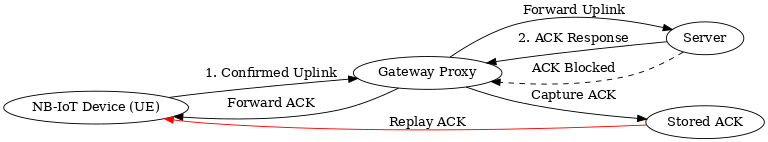 Forward Uplink
2. ACK Response
Server
1. Confirmed Uplink
Gateway Proxy
ACK Blocked
NB-IoT Device (UE)
Forward ACK
Capture ACK
Replay ACK
Stored ACK